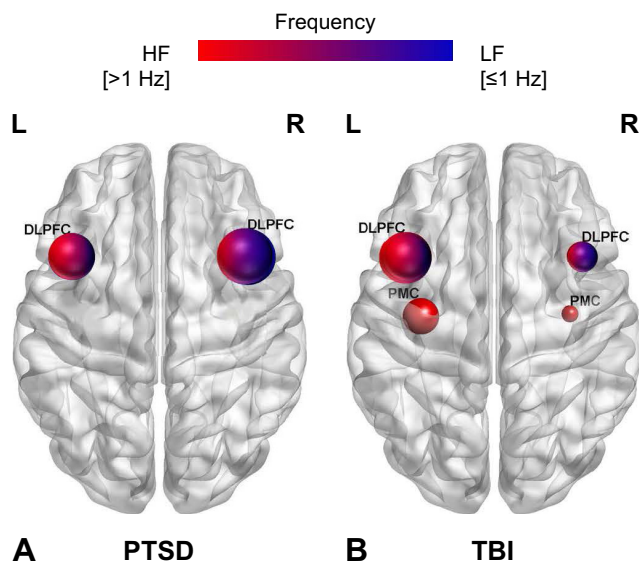 Frequency
HF
[>1 Hz]
LF
[≤1 Hz]
L
R
L
R
DLPFC
DLPFC
DLPFC
DLPFC
PMC
PMC
A
PTSD
B
TBI